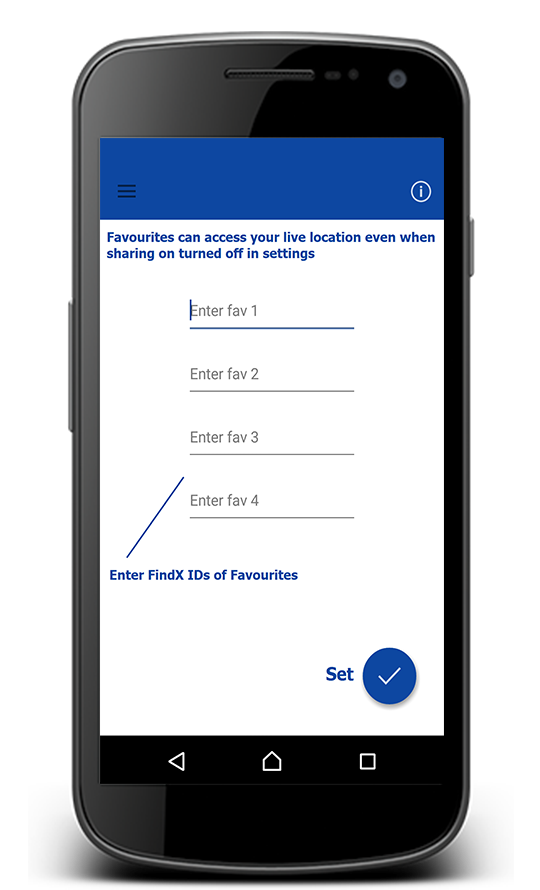 Favourites can access your live location even when
sharing on turned off in settings
Enter fav 1
Enter fav 2
Enter fav 3
Enter fav 4
Enter FindX IDs of Favourites
Set